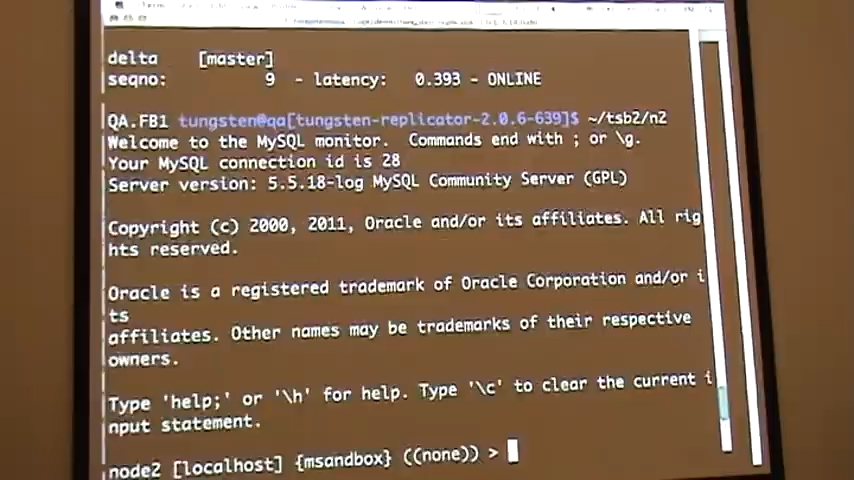 delta [master]
seqno: 9 - latency: 0.393 - ONLINE
QA.FB1 tungsten@qa[tungsten-replicator-2.0.6-639]$ ~/tsb2/n2
Welcome to the MySQL monitor. Commands end with ; or \g.
Your MySQL connection id is 28
Server version: 5.5.18-log MySQL Community Server (GPL)
Copyright (c) 2000, 2011, Oracle and/or its affiliates. All rig
hts reserved.
Oracle is a registered trademark of Oracle Corporation and/or i
ts
affiliates. Other names may be trademarks of their respective
owners.
Type 'help;' or '\h' for help. Type '\c' to clear the current i
nput statement.
node2 [localhost] {msandbox} ((none)) >